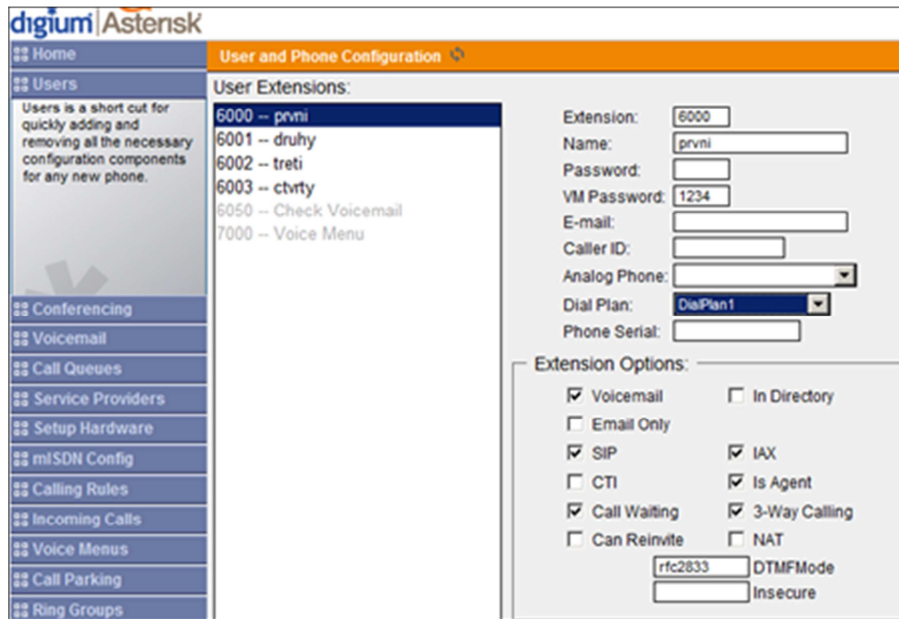 digium Asterisk
Home
Users
Users is a short cut for
quickly adding and
removing all the necessary
configuration components
for any new phone.
Conferencing
Voicemail
Call Queues
Service Providers
Setup Hardware
mISDN Config
Calling Rules
Incoming Calls
Voice Menus
Call Parking
Ring Groups
User and Phone Configuration
User Extensions:
6000 -- prvni
6001 -- druhy
6002 -- treti
6003 -- ctvrty
6050 -- Check Voicemail
7000 -- Voice Menu
Extension: 6000
Name: prvni
Password:
VM Password: 1234
E-mail:
Caller ID:
Analog Phone:
Dial Plan: DialPlan1
Phone Serial:
Extension Options:
Voicemail In Directory
Email Only
SIP IAX
CTI Is Agent
Call Waiting 3-Way Calling
Can Reinvite NAT
rfc2833 DTMFMode
Insecure